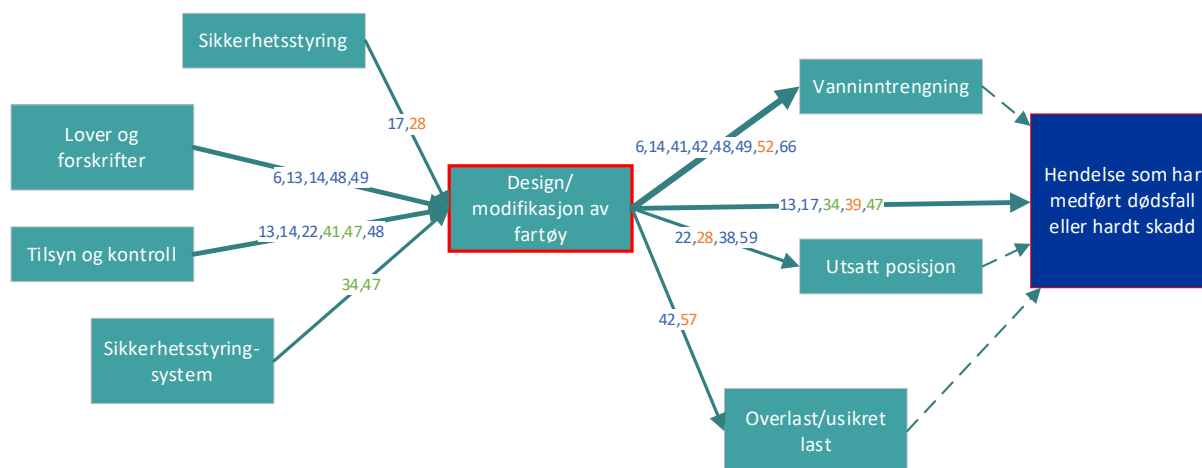 Sikkerhetsstyring
17,28
Lover og
forskrifter
6,13,14,48,49
Tilsyn og kontroll
13,14,22,41,47,48
Sikkerhetsstyring-
system
34,47
Design/
modifikasjon av
fartøy
6,14,41,42,48,49,52,66
Vanninntrengning
13,17,34,39,47
22,28,38,59
Utsatt posisjon
42,57
Overlast/usikret
last
Hendelse som har
medført dødsfall
eller hardt skadd